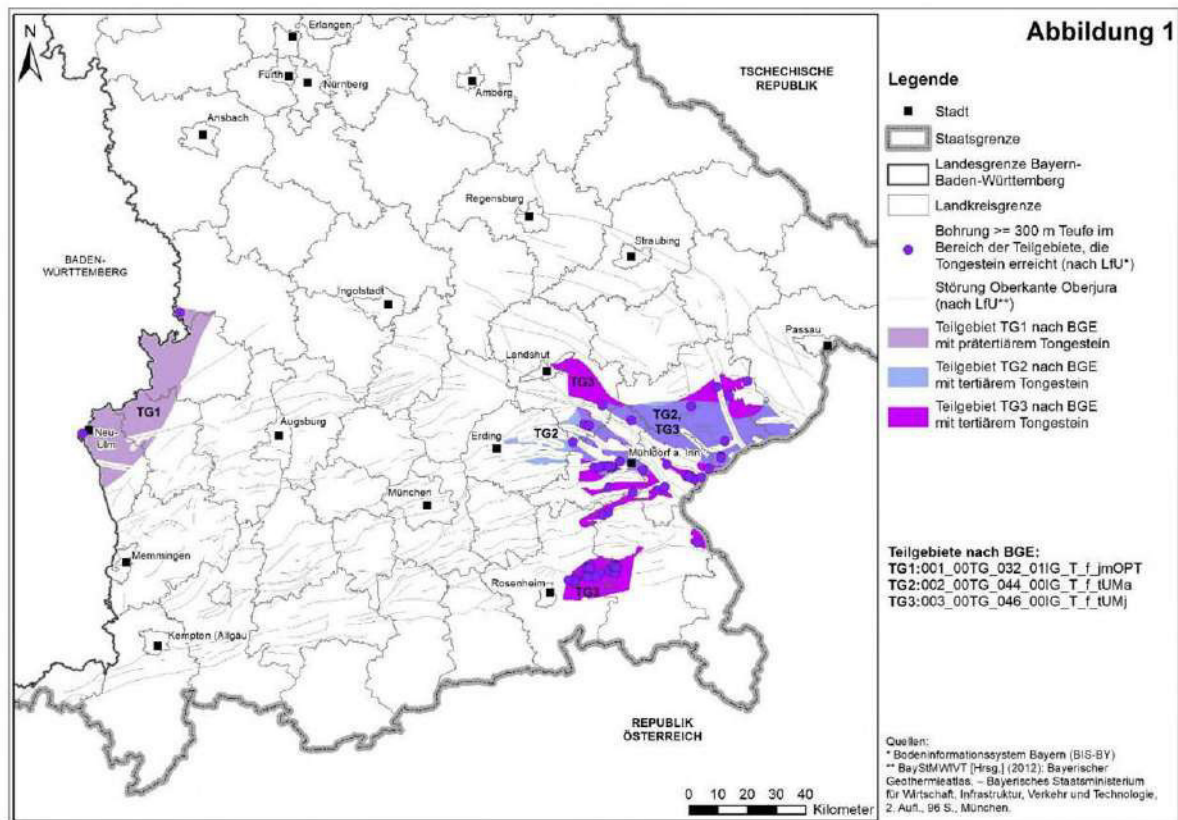 Abbildung 1
N
Erlangen
Fürth
Nürnberg
Amberg
TSCHECHISCHE
REPUBLIK
Ansbach
Regensburg
Straubing
BADEN-
WÜRTTEMBERG
Ingolstadt
Passau
Landshut
TG3
TG1
TG2,
TG3
Neu-
Ulm
Augsburg
Erding
TG2
Mühldorf a. Inn
München
Memmingen
Rosenheim
TG3
Kempten (Allgäu)
REPUBLIK
ÖSTERREICH
0 10 20 30 40
Kilometer
Legende
Stadt
Staatsgrenze
Landesgrenze Bayern-
Baden-Württemberg
Landkreisgrenze
Bohrung >= 300 m Teufe im
Bereich der Teilgebiete, die
Tongestein erreicht (nach LfU*)
Störung Oberkante Oberjura
(nach LfU**)
Teilgebiet TG1 nach BGE
mit prätertiärem Tongestein
Teilgebiet TG2 nach BGE
mit tertiärem Tongestein
Teilgebiet TG3 nach BGE
mit tertiärem Tongestein
Teilgebiete nach BGE:
TG1:001_00TG_032_01IG_T_f_jmOPT
TG2:002_00TG_044_00IG_T_f_tUMa
TG3:003_00TG_046_00IG_T_f_tUMj
Quellen:
* Bodeninformationssystem Bayern (BIS-BY)
** BayStMWIVT [Hrsg.] (2012): Bayerischer
Geothermieatlas. – Bayerisches Staatsministerium
für Wirtschaft, Infrastruktur, Verkehr und Technologie,
2. Aufl., 96 S., München.